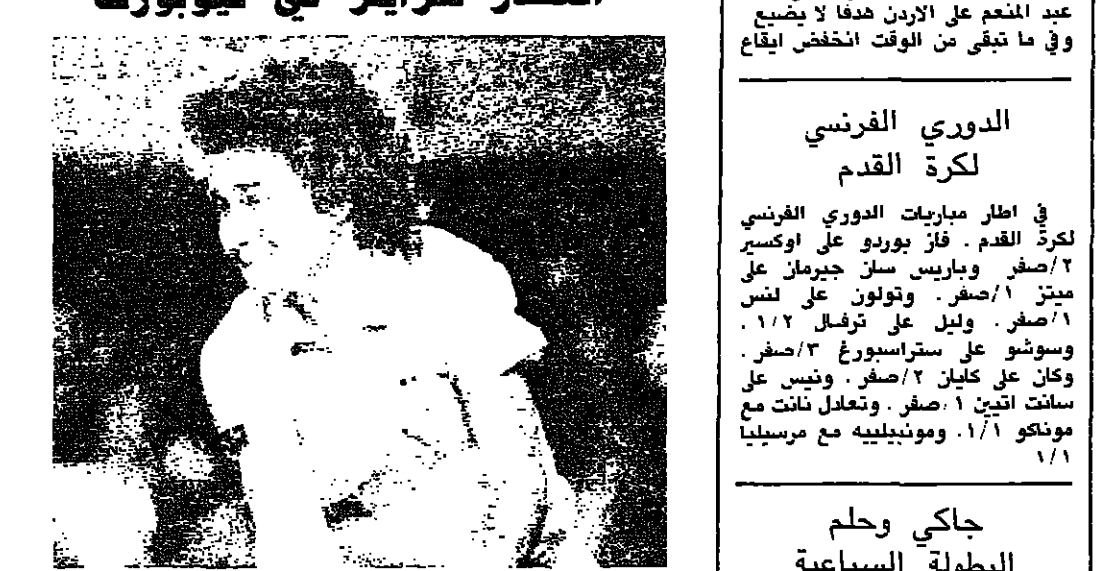 عبد المنعم على الاردن هدفا لا يضيع
وفي ما تبقى من الوقت انخفض ايقاع
الدوري الفرنسي
لكرة القدم
في اطار مباريات الدوري الفرنسي
لكرة القدم . فاز بوردو على اوكسير
٢/صفر وباريس سان جيرمان على
ميتز ١/صفر . وتولون على لنس
١/صفر . وليل على ترفال ١/٢ .
وسوشو على ستراسبورغ ٣/صفر .
وكان على كايان ٢/صفر . ونيس على
سانت اتيين ١/صفر . وتعادل نانت مع
موناكو ١/١. ومونبيلييه مع مرسيليا
١/١
جاكي وحلم
البطولة السباعية